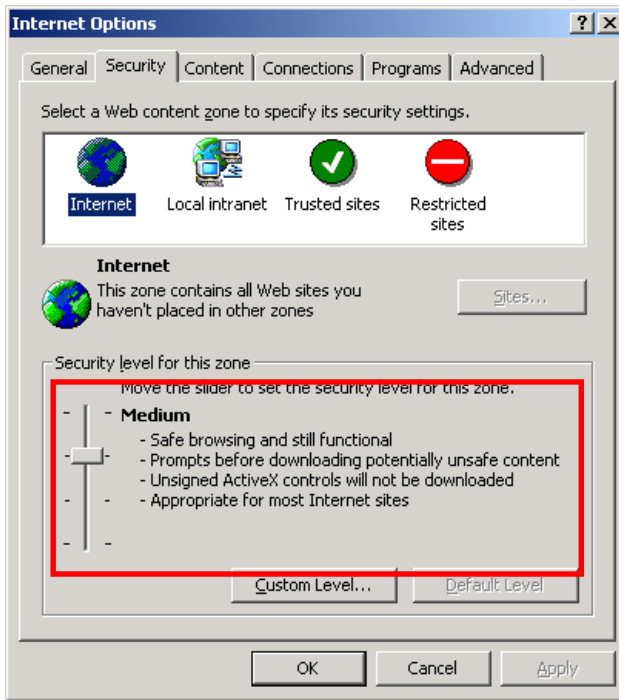 Internet Options
General Security Content Connections Programs Advanced
Select a Web content zone to specify its security settings.
Internet Local intranet Trusted sites Restricted
sites
Internet
This zone contains all Web sites you
haven't placed in other zones
Sites...
Security level for this zone
Move the slider to set the security level for this zone.
Medium
- Safe browsing and still functional
- Prompts before downloading potentially unsafe content
- Unsigned ActiveX controls will not be downloaded
- Appropriate for most Internet sites
Custom Level... Default Level
OK Cancel Apply